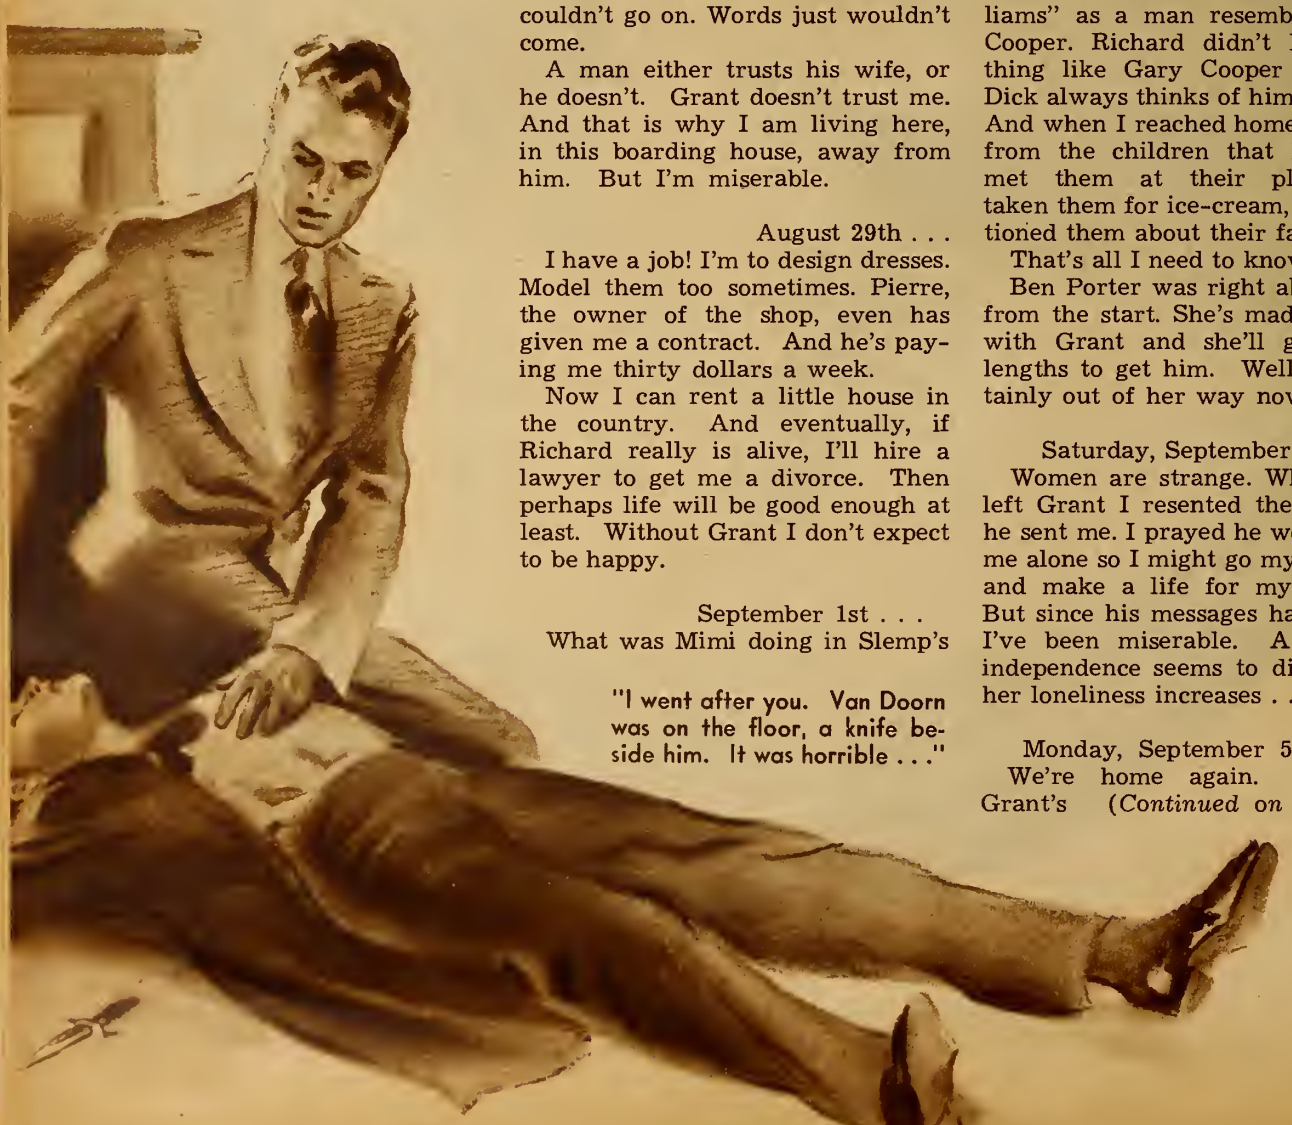 couldn't go on. Words just wouldn't
come.
A man either trusts his wife, or
he doesn't. Grant doesn't trust me.
And that is why I am living here,
in this boarding house, away from
him. But I'm miserable.
August 29th . . .
I have a job! I'm to design dresses.
Model them too sometimes. Pierre,
the owner of the shop, even has
given me a contract. And he's pay-
ing me thirty dollars a week.
Now I can rent a little house in
the country. And eventually, if
Richard really is alive, I'll hire a
lawyer to get me a divorce. Then
perhaps life will be good enough at
least. Without Grant I don't expect
to be happy.
September 1st . . .
What was Mimi doing in Slemp's
"I went after you. Van Doorn
was on the floor, a knife be-
side him. It was horrible . . ."
liams" as a man resemb
Cooper. Richard didn't
thing like Gary Cooper
Dick always thinks of him
And when I reached home
from the children that
met them at their pl
taken them for ice-cream,
tioned them about their fa
That's all I need to know
Ben Porter was right a
from the start. She's mad
with Grant and she'll g
lengths to get him. Well
tainly out of her way nov
Saturday, September
Women are strange. Wh
left Grant I resented the
he sent me. I prayed he w
me alone so I might go my
and make a life for my
But since his messages ha
I've been miserable. A
independence seems to di
her loneliness increases . .
Monday, September 5
We're home again.
Grant's (Continued on